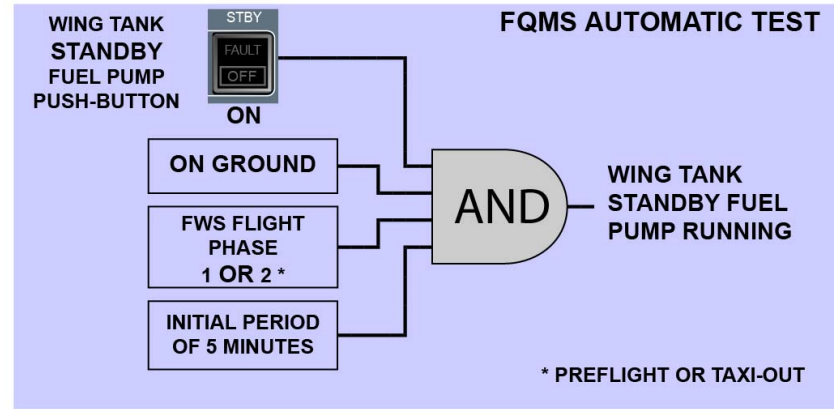 FQMS AUTOMATIC TEST
WING TANK
STANDBY
FUEL PUMP
PUSH-BUTTON
STBY
FAULT
OFF
ON
ON GROUND
FWS FLIGHT
PHASE
1 OR 2 *
INITIAL PERIOD
OF 5 MINUTES
AND
WING TANK
STANDBY FUEL
PUMP RUNNING
* PREFLIGHT OR TAXI-OUT